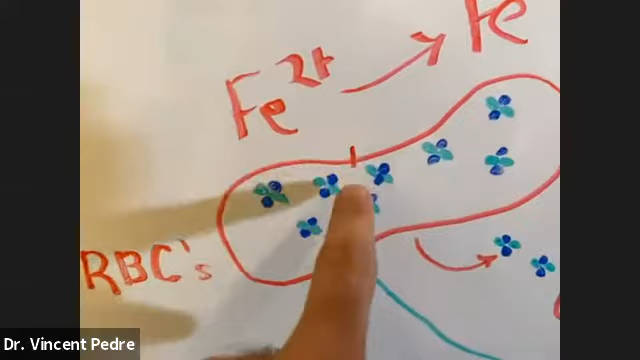 Fe²⁺ → Fe
RBC's
Dr. Vincent Pedre